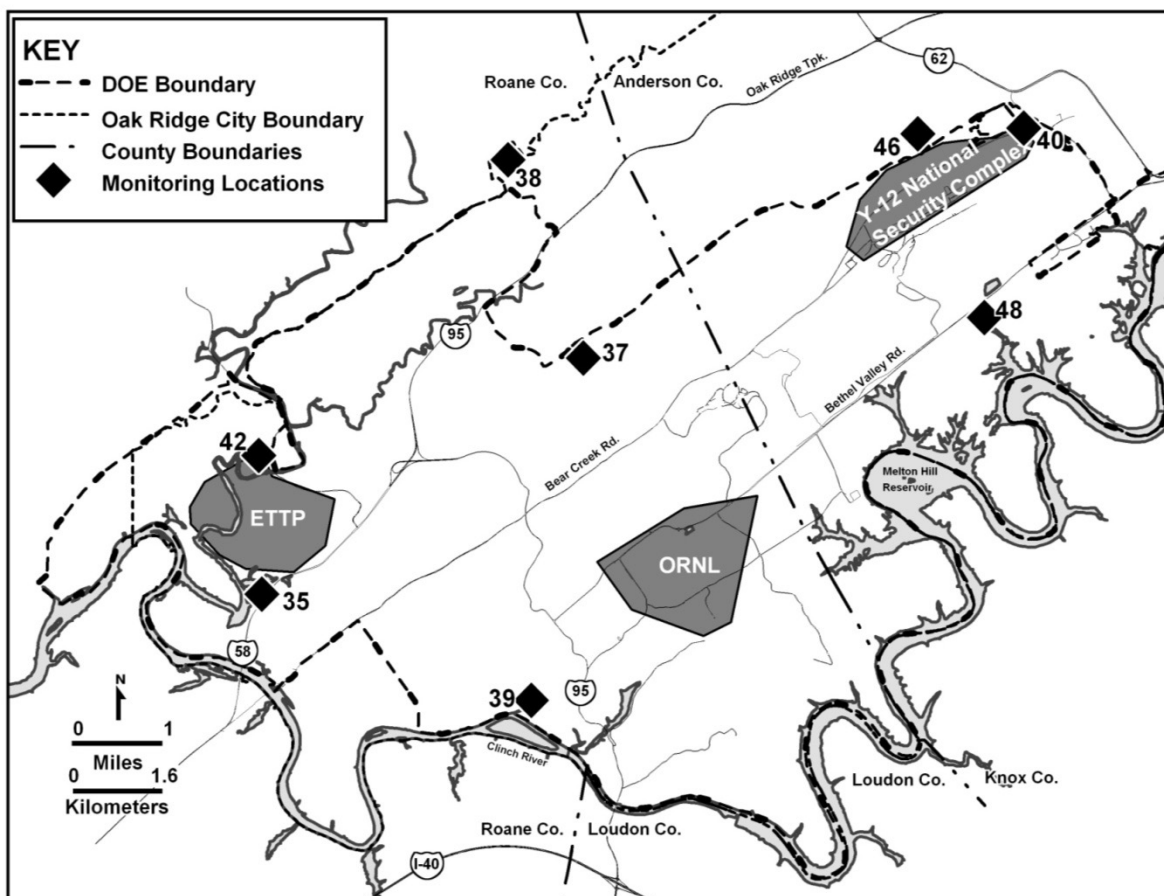 KEY
DOE Boundary
Oak Ridge City Boundary
County Boundaries
Monitoring Locations
Roane Co.
Anderson Co.
Oak Ridge Tpk.
62
46
40
38
Y-12 National
Security Complex
95
37
48
Bethel Valley Rd.
42
Bear Creek Rd.
Melton Hill
Reservoir
ETTP
ORNL
35
58
N
39
95
0 1
Miles
0 1.6
Kilometers
Clinch River
Loudon Co.
Knox Co.
Roane Co.
Loudon Co.
I-40